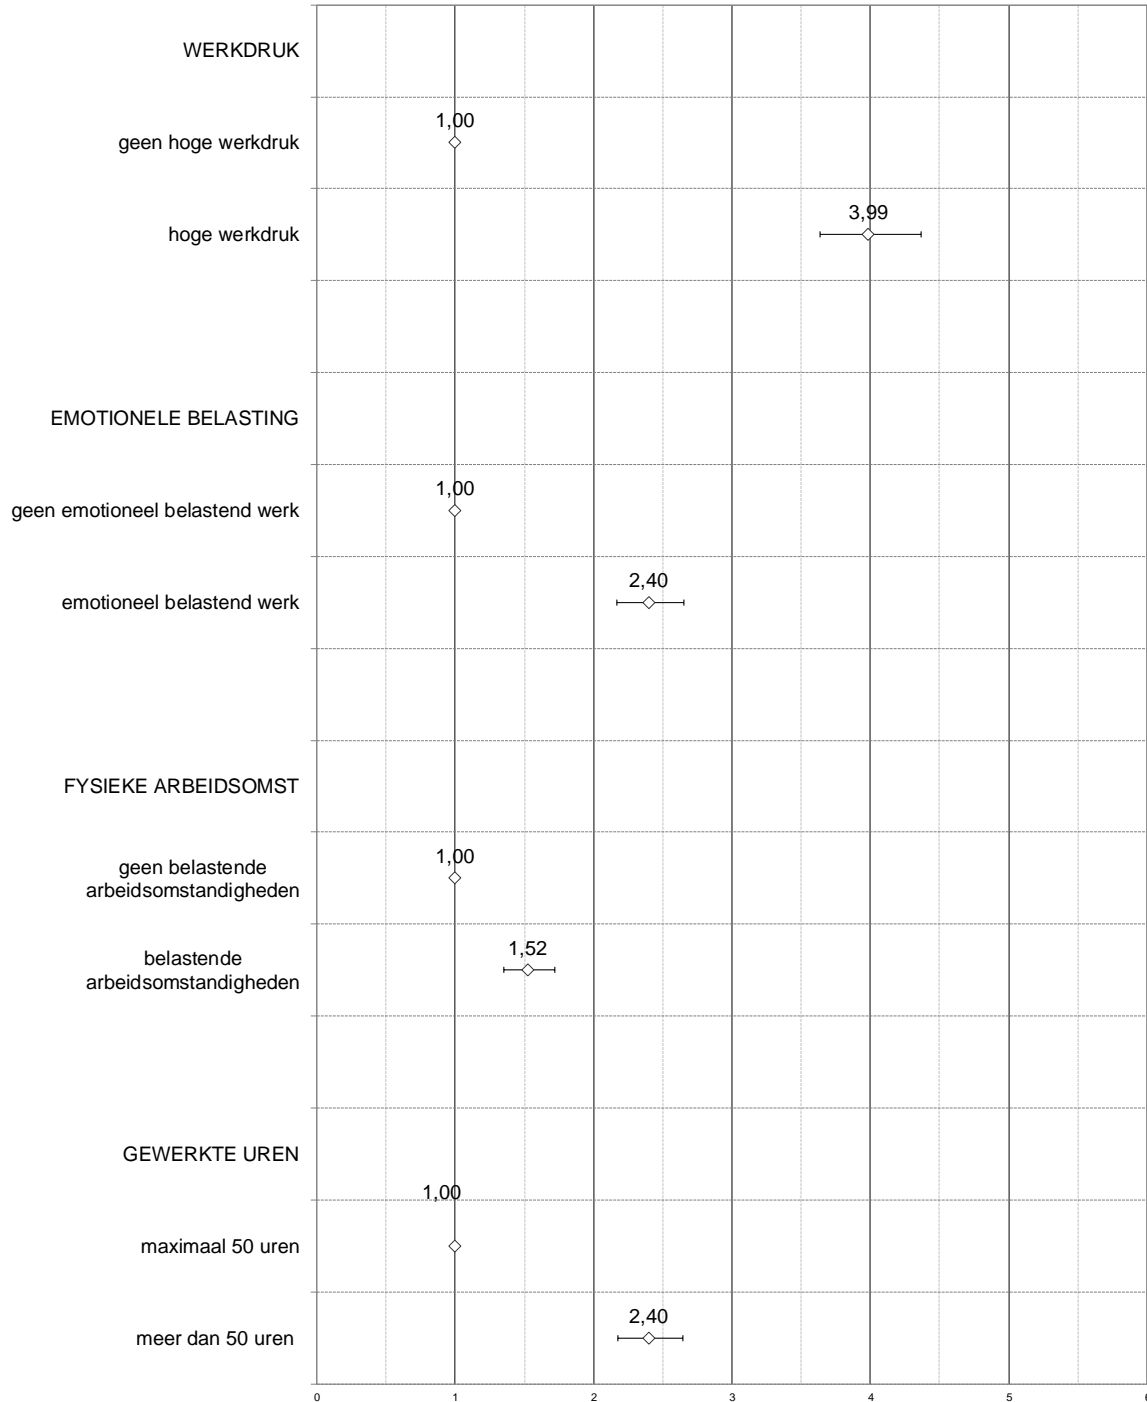 WERKDRUK
1,00
geen hoge werkdruk
3,99
hoge werkdruk
EMOTIONELE BELASTING
1,00
geen emotioneel belastend werk
2,40
emotioneel belastend werk
FYSIEKE ARBEIDSOMST
1,00
geen belastende
arbeidsomstandigheden
1,52
belastende
arbeidsomstandigheden
GEWERKTE UREN
1,00
maximaal 50 uren
2,40
meer dan 50 uren
0 1 2 3 4 5 6